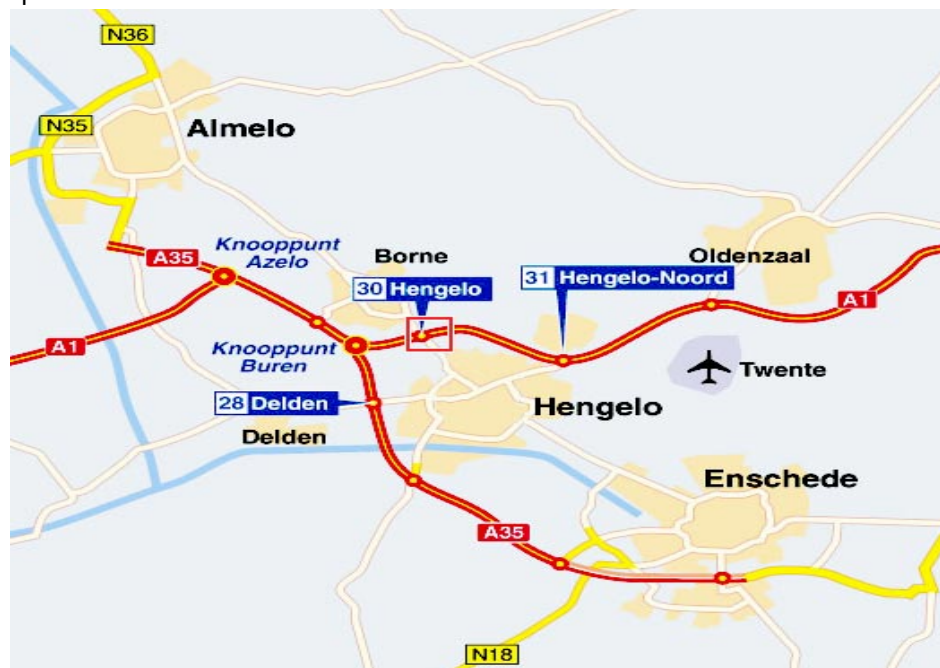 N36
N35
Almelo
Knooppunt
Azelo
A35
Borne
30 Hengelo
31 Hengelo-Noord
Oldenzaal
A1
A1
Knooppunt
Buren
Twente
28 Delden
Hengelo
Delden
Enschede
A35
N18